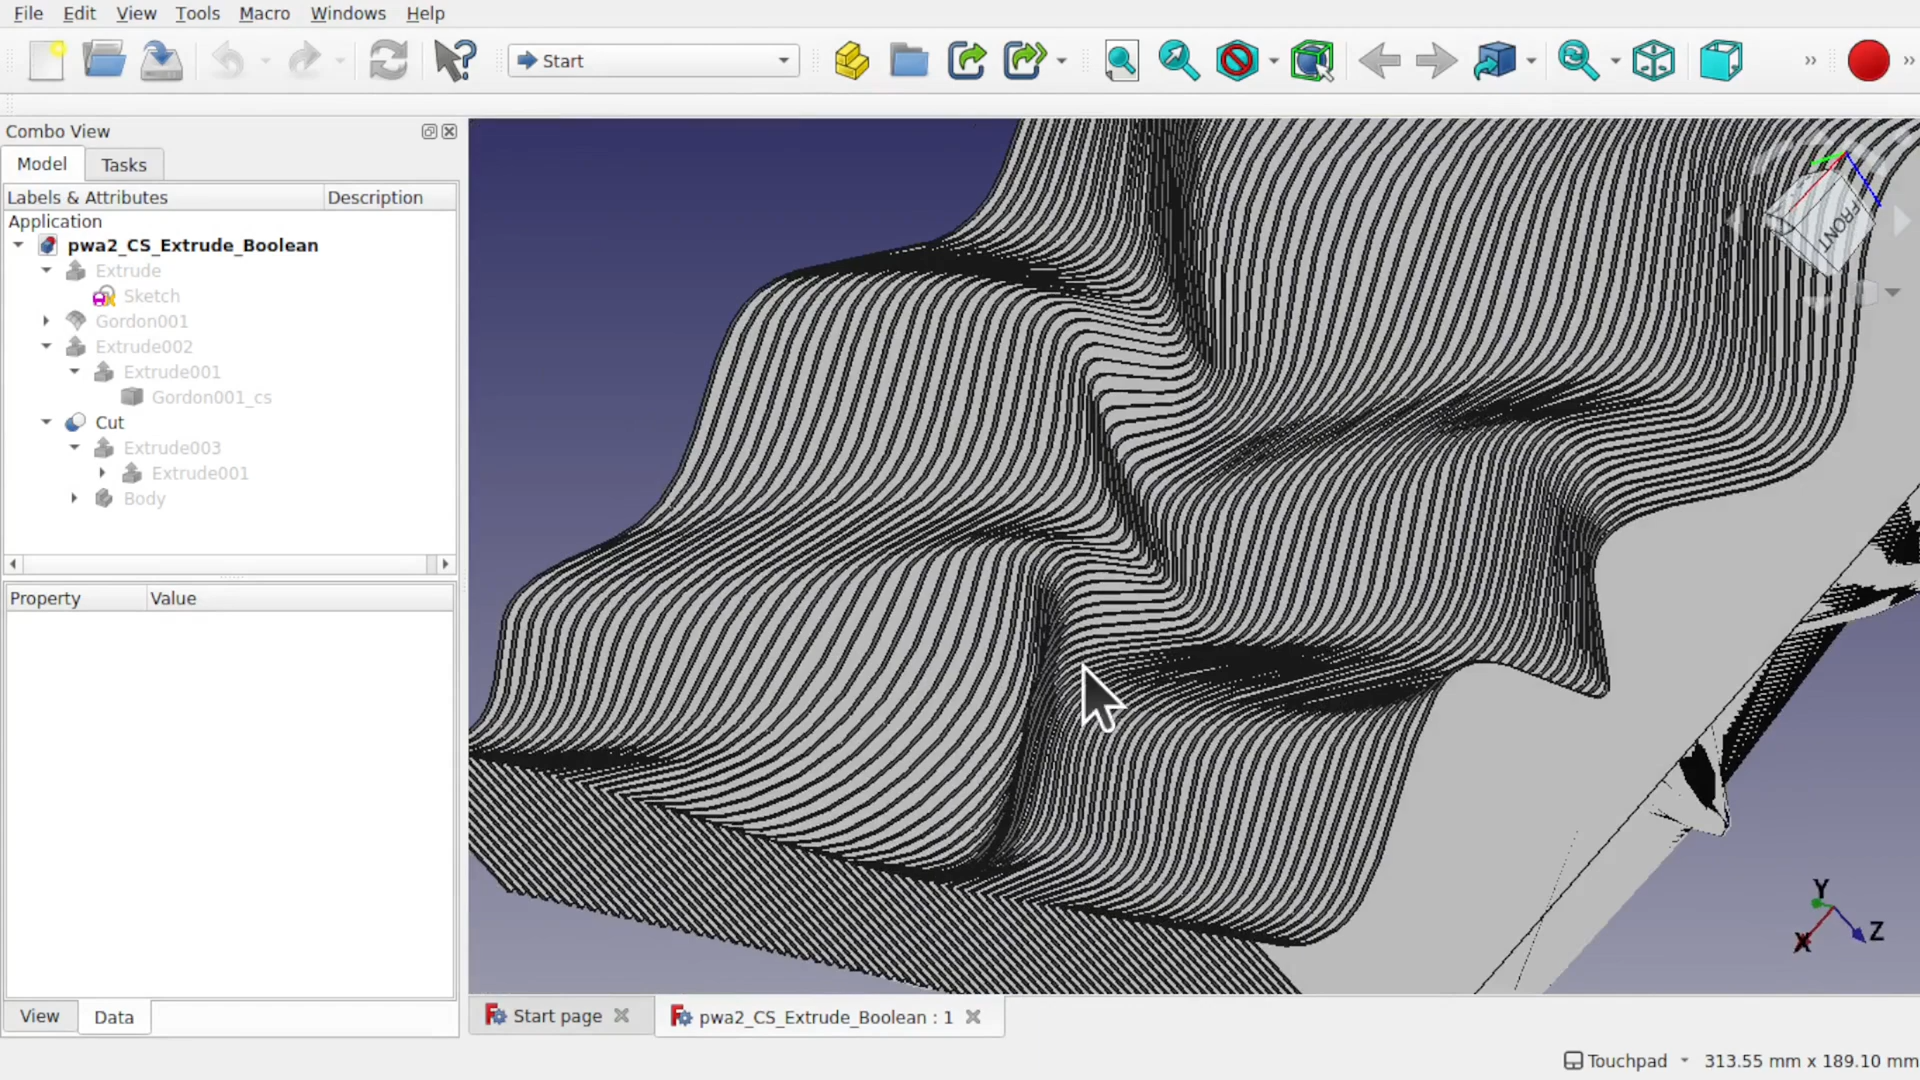 File Edit View Tools Macro Windows Help
Start
Combo View
Model Tasks
Labels & Attributes Description
Application
pwa2_CS_Extrude_Boolean
Extrude
Sketch
Gordon001
Extrude002
Extrude001
Gordon001_cs
Cut
Extrude003
Extrude001
Body
Property Value
View Data
FRONT
Y
X
Z
Start page
pwa2_CS_Extrude_Boolean : 1
Touchpad 313.55 mm x 189.10 mm